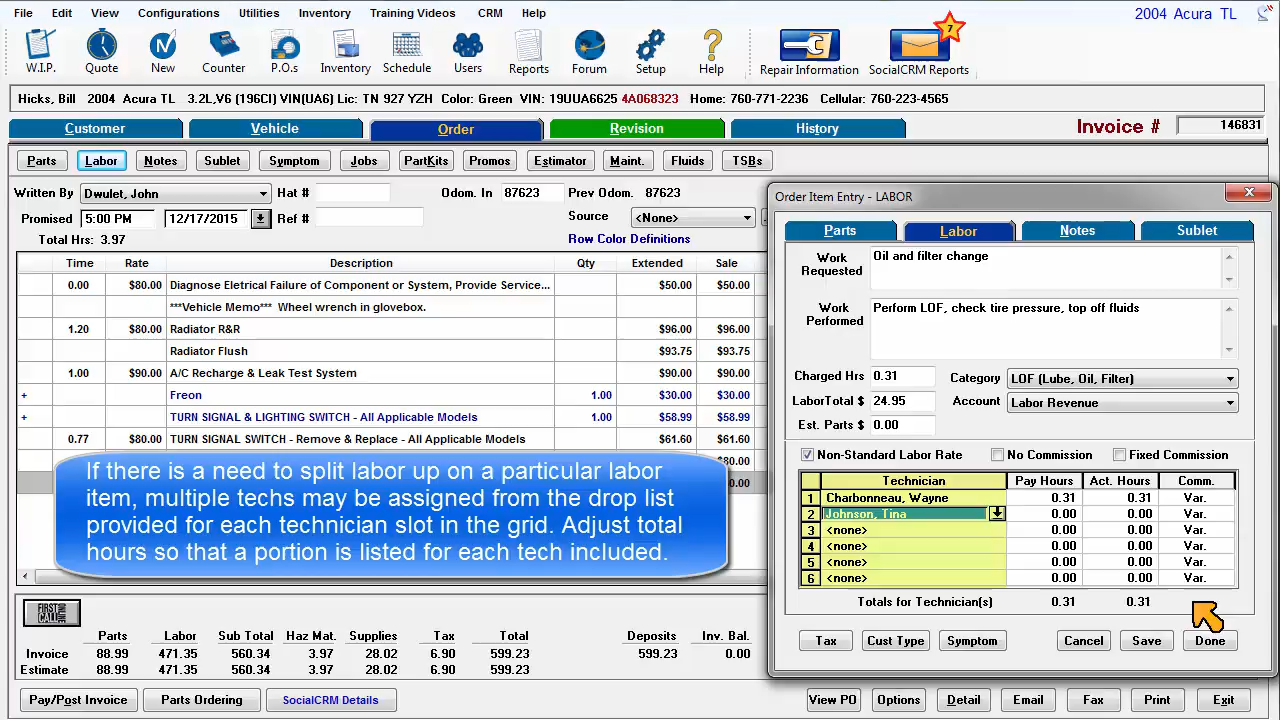 File Edit View Configurations Utilities Inventory Training Videos CRM Help 2004 Acura TL
W.I.P. Quote New Counter P.O.s Inventory Schedule Users Reports Forum Setup Help Repair Information SocialCRM Reports 7
Hicks, Bill 2004 Acura TL 3.2L,V6 (196CI) VIN(UA6) Lic: TN 927 YZH Color: Green VIN: 19UUA6625 4A068323 Home: 760-771-2236 Cellular: 760-223-4565
Customer Vehicle Order Revision History Invoice # 146831
Parts Labor Notes Sublet Symptom Jobs PartKits Promos Estimator Maint. Fluids TSBs
Written By Dwulet, John Hat # Odom. In 87623 Prev Odom. 87623
Promised 5:00 PM 12/17/2015 Ref # Source <None>
Total Hrs: 3.97 Row Color Definitions
Time Rate Description Qty Extended Sale
0.00 $80.00 Diagnose Eletrical Failure of Component or System, Provide Service... $50.00 $50.00
***Vehicle Memo*** Wheel wrench in glovebox.
1.20 $80.00 Radiator R&R $96.00 $96.00
Radiator Flush $93.75 $93.75
1.00 $90.00 A/C Recharge & Leak Test System $90.00 $90.00
+ Freon 1.00 $30.00 $30.00
+ TURN SIGNAL & LIGHTING SWITCH - All Applicable Models 1.00 $58.99 $58.99
0.77 $80.00 TURN SIGNAL SWITCH - Remove & Replace - All Applicable Models $61.60 $61.60
If there is a need to split labor up on a particular labor
item, multiple techs may be assigned from the drop list
provided for each technician slot in the grid. Adjust total
hours so that a portion is listed for each tech included.
FIRST CALL
Parts Labor Sub Total Haz Mat. Supplies Tax Total Deposits Inv. Bal.
Invoice 88.99 471.35 560.34 3.97 28.02 6.90 599.23 599.23 0.00
Estimate 88.99 471.35 560.34 3.97 28.02 6.90 599.23
Pay/Post Invoice Parts Ordering SocialCRM Details View PO Options Detail Email Fax Print Exit
Order Item Entry - LABOR
Parts Labor Notes Sublet
Work Requested Oil and filter change
Work Performed Perform LOF, check tire pressure, top off fluids
Charged Hrs 0.31 Category LOF (Lube, Oil, Filter)
LaborTotal $ 24.95 Account Labor Revenue
Est. Parts $ 0.00
Non-Standard Labor Rate No Commission Fixed Commission
Technician Pay Hours Act. Hours Comm.
1 Charbonneau, Wayne 0.31 0.31 Var.
2 Johnson, Tina 0.00 0.00 Var.
3 <none> 0.00 0.00 Var.
4 <none> 0.00 0.00 Var.
5 <none> 0.00 0.00 Var.
6 <none> 0.00 0.00 Var.
Totals for Technician(s) 0.31 0.31
Tax Cust Type Symptom Cancel Save Done